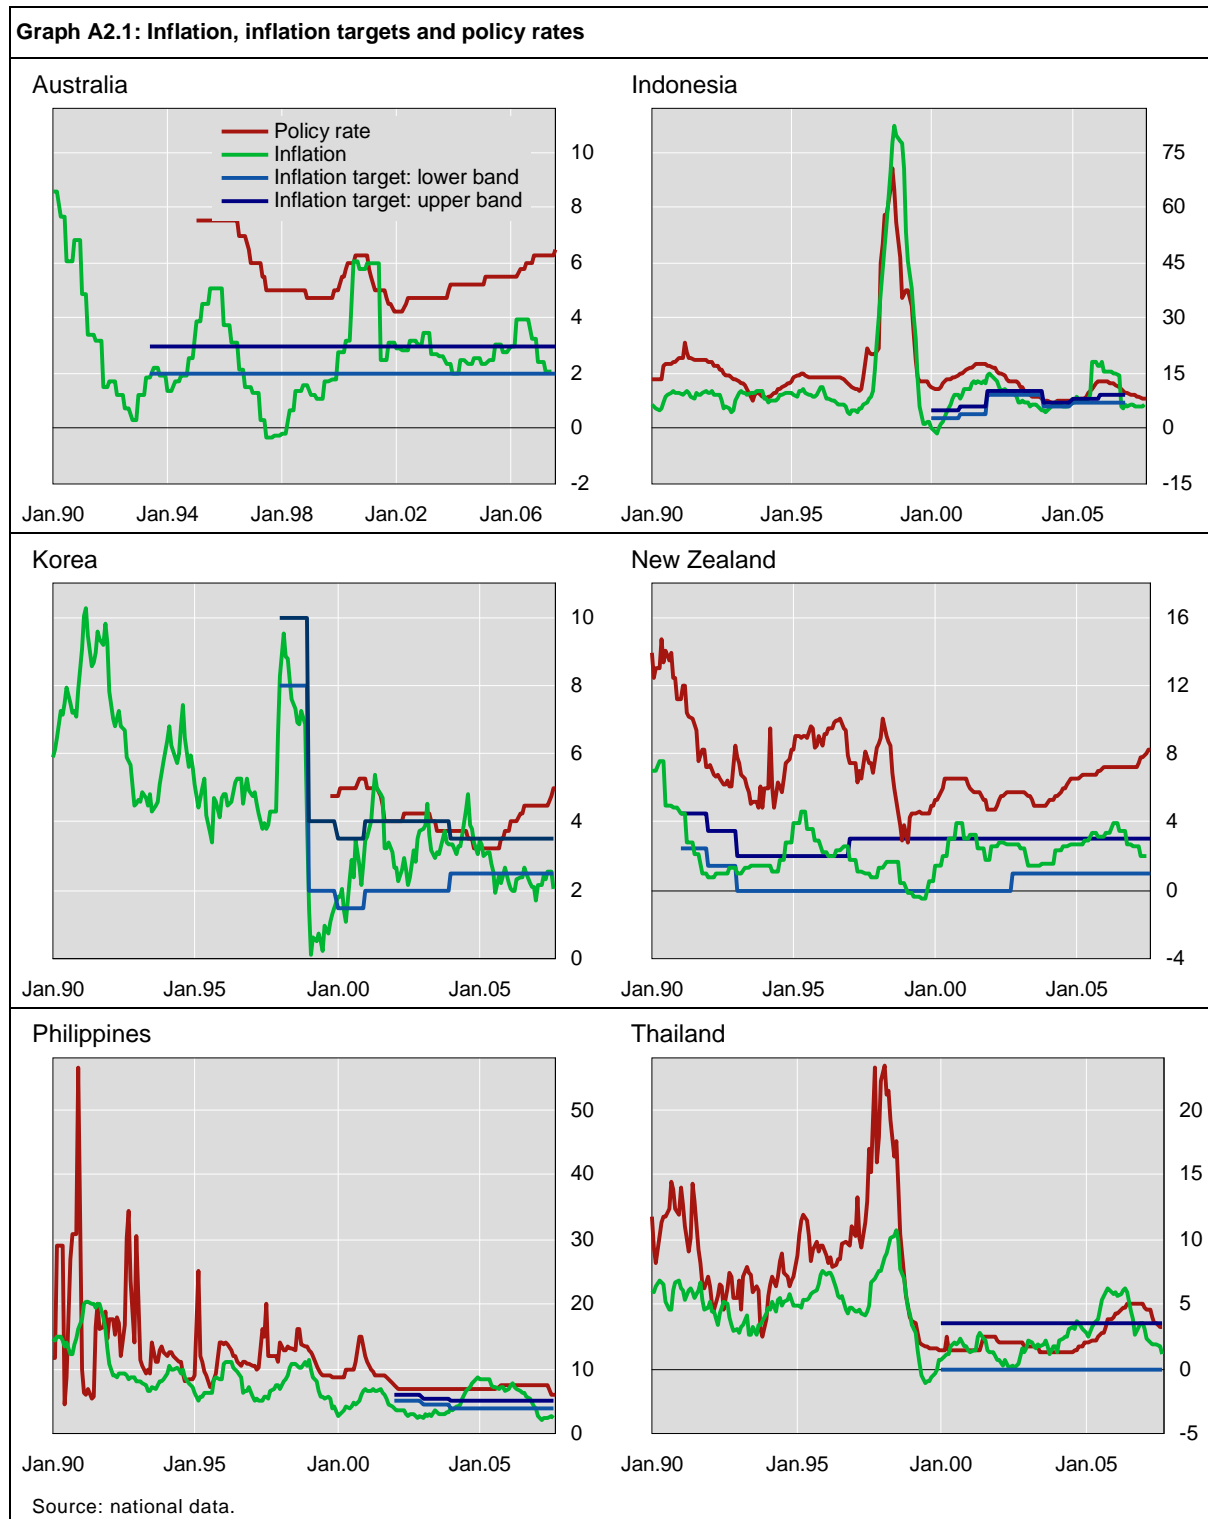 Graph A2.1: Inflation, inflation targets and policy rates
Australia
Policy rate
Inflation
Inflation target: lower band
Inflation target: upper band
10
8
6
4
2
0
-2
Jan.90 Jan.94 Jan.98 Jan.02 Jan.06
Indonesia
75
60
45
30
15
0
-15
Jan.90 Jan.95 Jan.00 Jan.05
Korea
10
8
6
4
2
0
Jan.90 Jan.95 Jan.00 Jan.05
New Zealand
16
12
8
4
0
-4
Jan.90 Jan.95 Jan.00 Jan.05
Philippines
50
40
30
20
10
0
Jan.90 Jan.95 Jan.00 Jan.05
Thailand
20
15
10
5
0
-5
Jan.90 Jan.95 Jan.00 Jan.05
Source: national data.